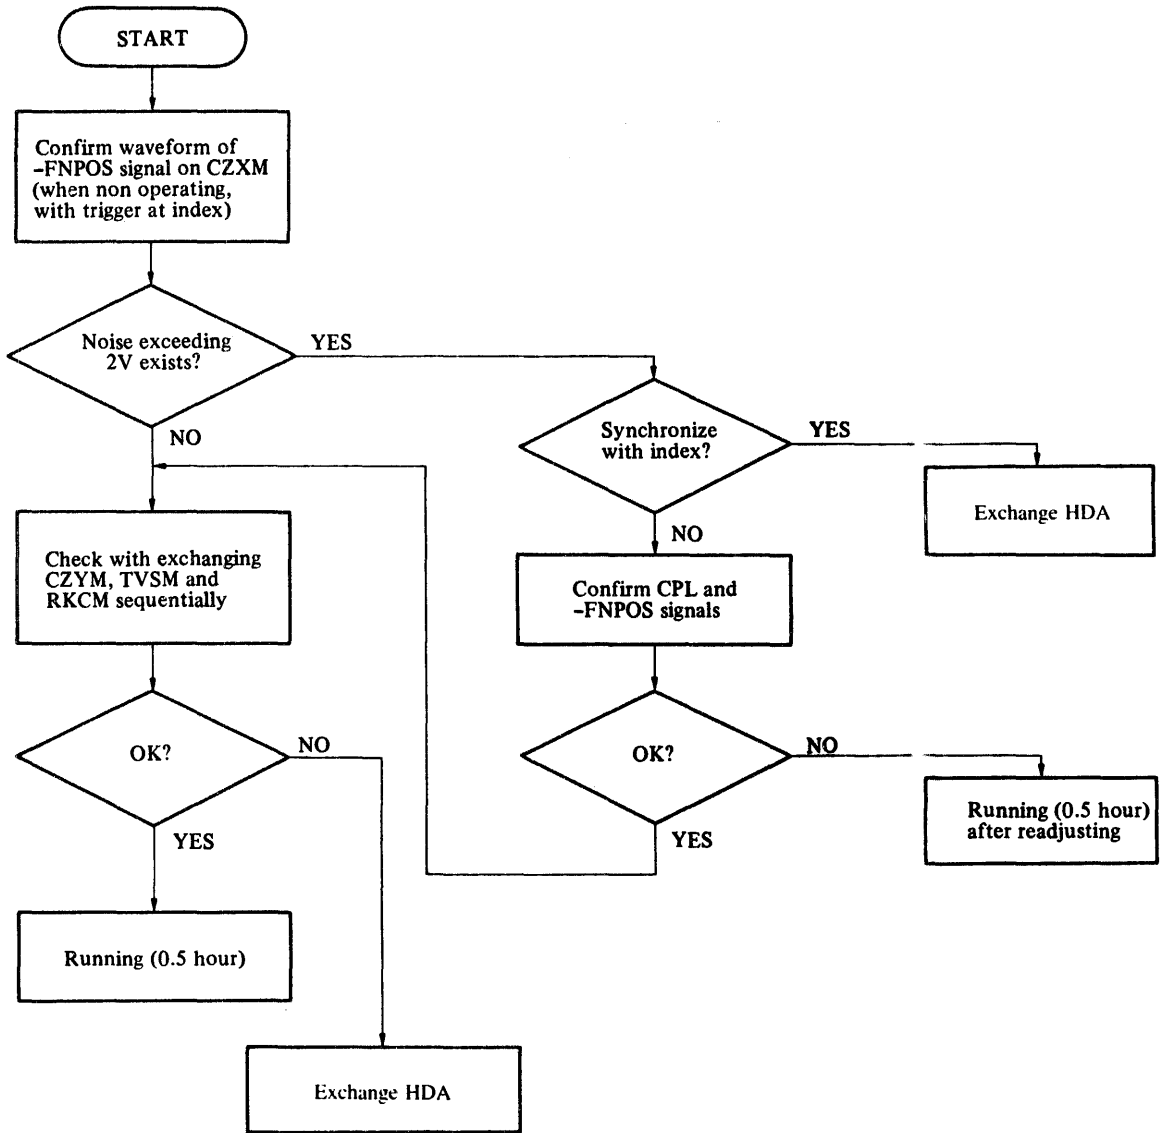 START
Confirm waveform of
-FNPOS signal on CZXM
(when non operating,
with trigger at index)
Noise exceeding
2V exists?
YES
NO
Synchronize
with index?
YES
Exchange HDA
NO
Check with exchanging
CZYM, TVSM and
RKCM sequentially
Confirm CPL and
-FNPOS signals
OK?
NO
YES
OK?
NO
YES
Running (0.5 hour)
after readjusting
Running (0.5 hour)
Exchange HDA